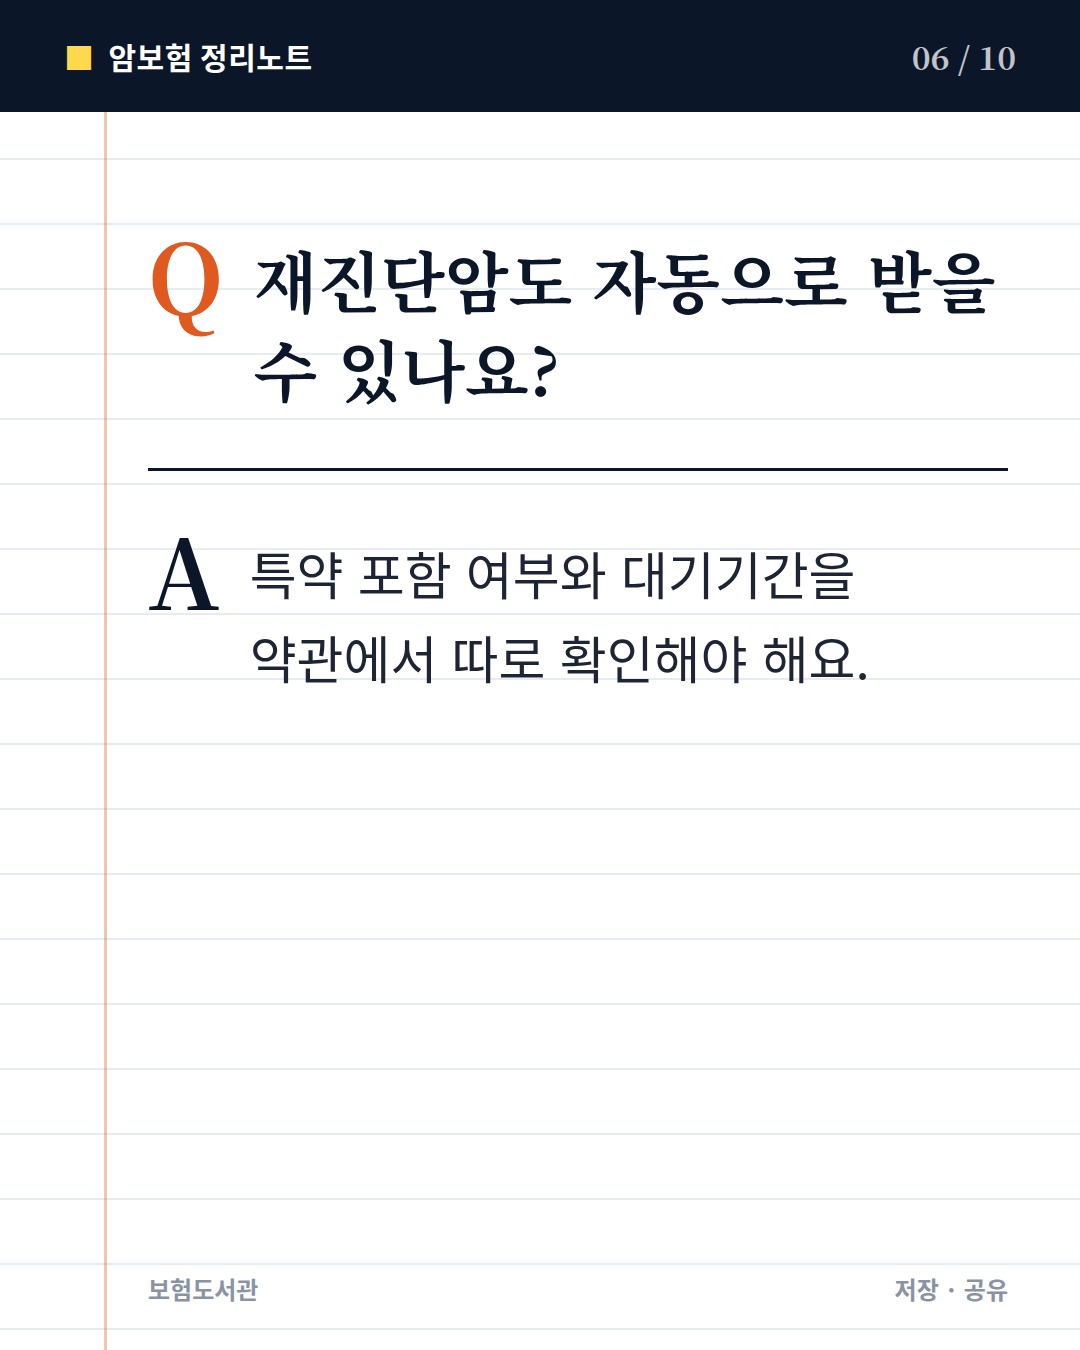 암보험 정리노트
06 / 10
Q 재진단암도 자동으로 받을
수 있나요?
A 특약 포함 여부와 대기기간을
약관에서 따로 확인해야 해요.
보험도서관
저장 · 공유